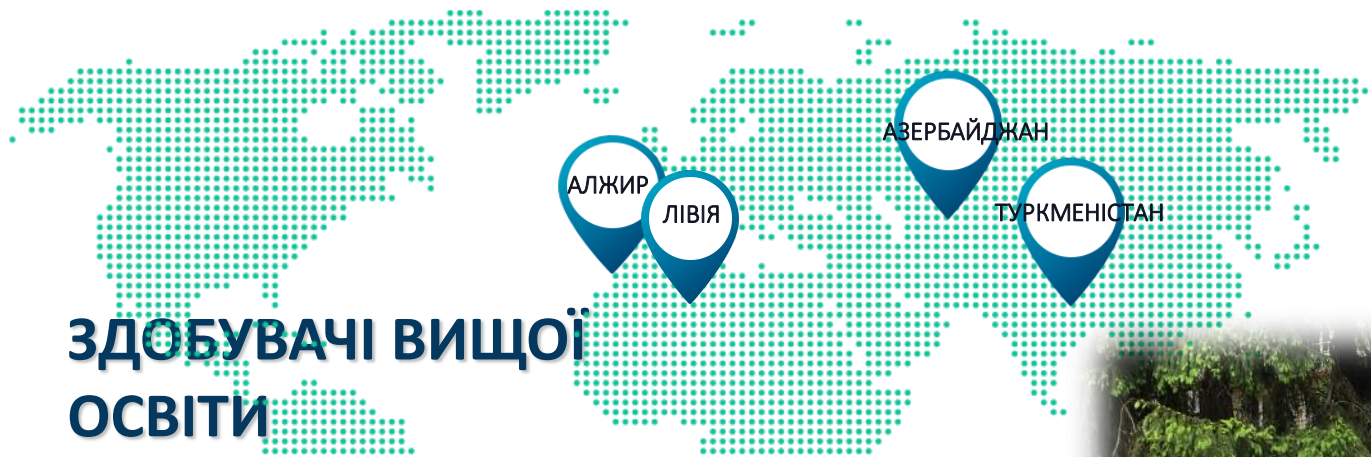 АЗЕРБАЙДЖАН
АЛЖИР
ЛІВІЯ
ТУРКМЕНІСТАН
ЗДОБУВАЧІ ВИЩОЇ
ОСВІТИ